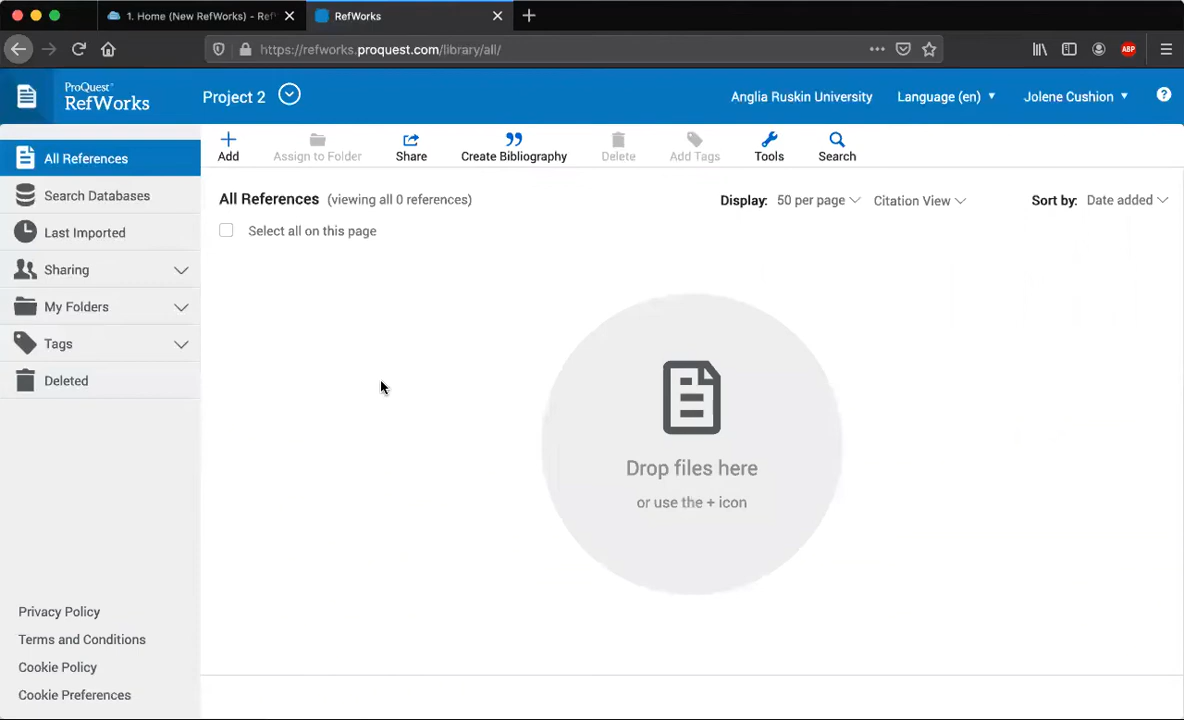 1. Home (New RefWorks) - Ref
RefWorks
https://refworks.proquest.com/library/all/
ABP
ProQuest™
RefWorks
Project 2
Anglia Ruskin University
Language (en)
Jolene Cushion
?
All References
Search Databases
Last Imported
Sharing
My Folders
Tags
Deleted
Privacy Policy
Terms and Conditions
Cookie Policy
Cookie Preferences
Add
Assign to Folder
Share
Create Bibliography
Delete
Add Tags
Tools
Search
All References (viewing all 0 references)
Display: 50 per page Citation View
Sort by: Date added
Select all on this page
Drop files here
or use the + icon